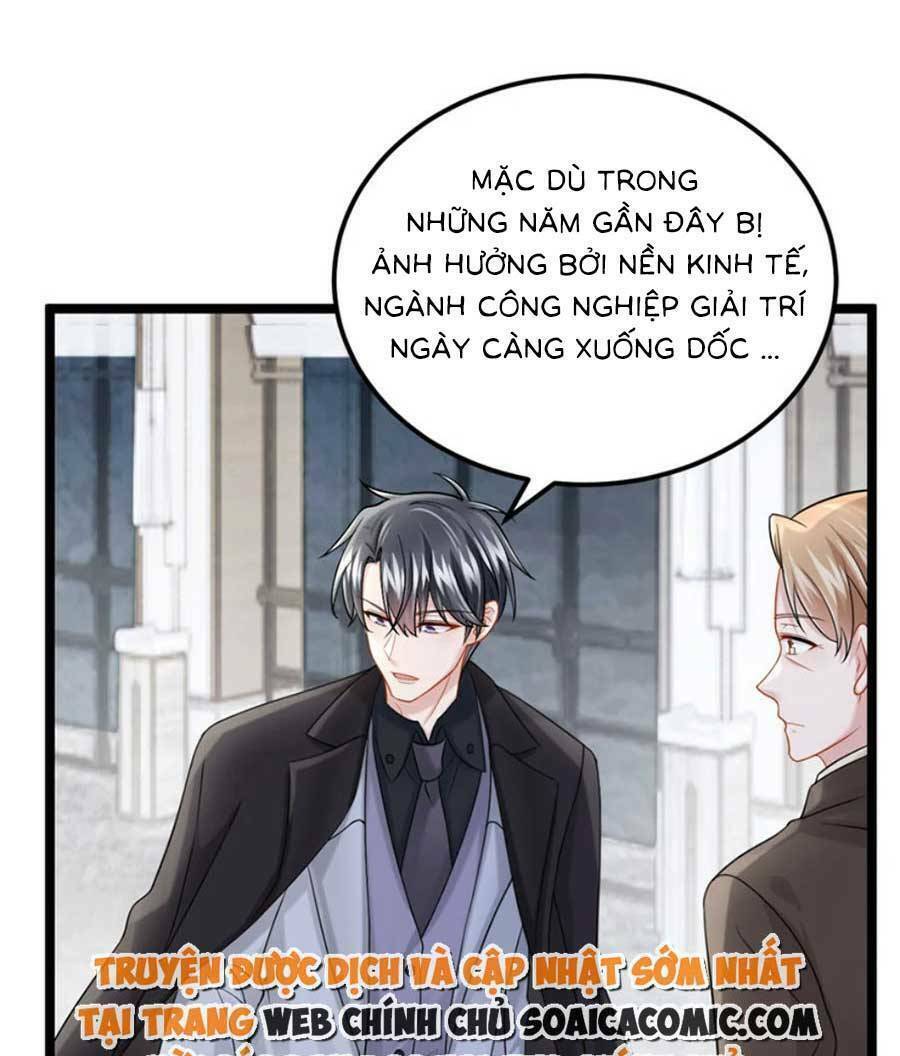 MẶC DÙ TRONG
NHỮNG NĂM GẦN ĐÂY BỊ
ẢNH HƯỞNG BỞI NỀN KINH TẾ,
NGÀNH CÔNG NGHIỆP GIẢI TRÍ
NGÀY CÀNG XUỐNG DỐC ...
TRUYỆN ĐƯỢC DỊCH VÀ CẬP NHẬT SỚM NHẤT
TẠI TRANG WEB CHÍNH CHỦ SOAICACOMIC.COM